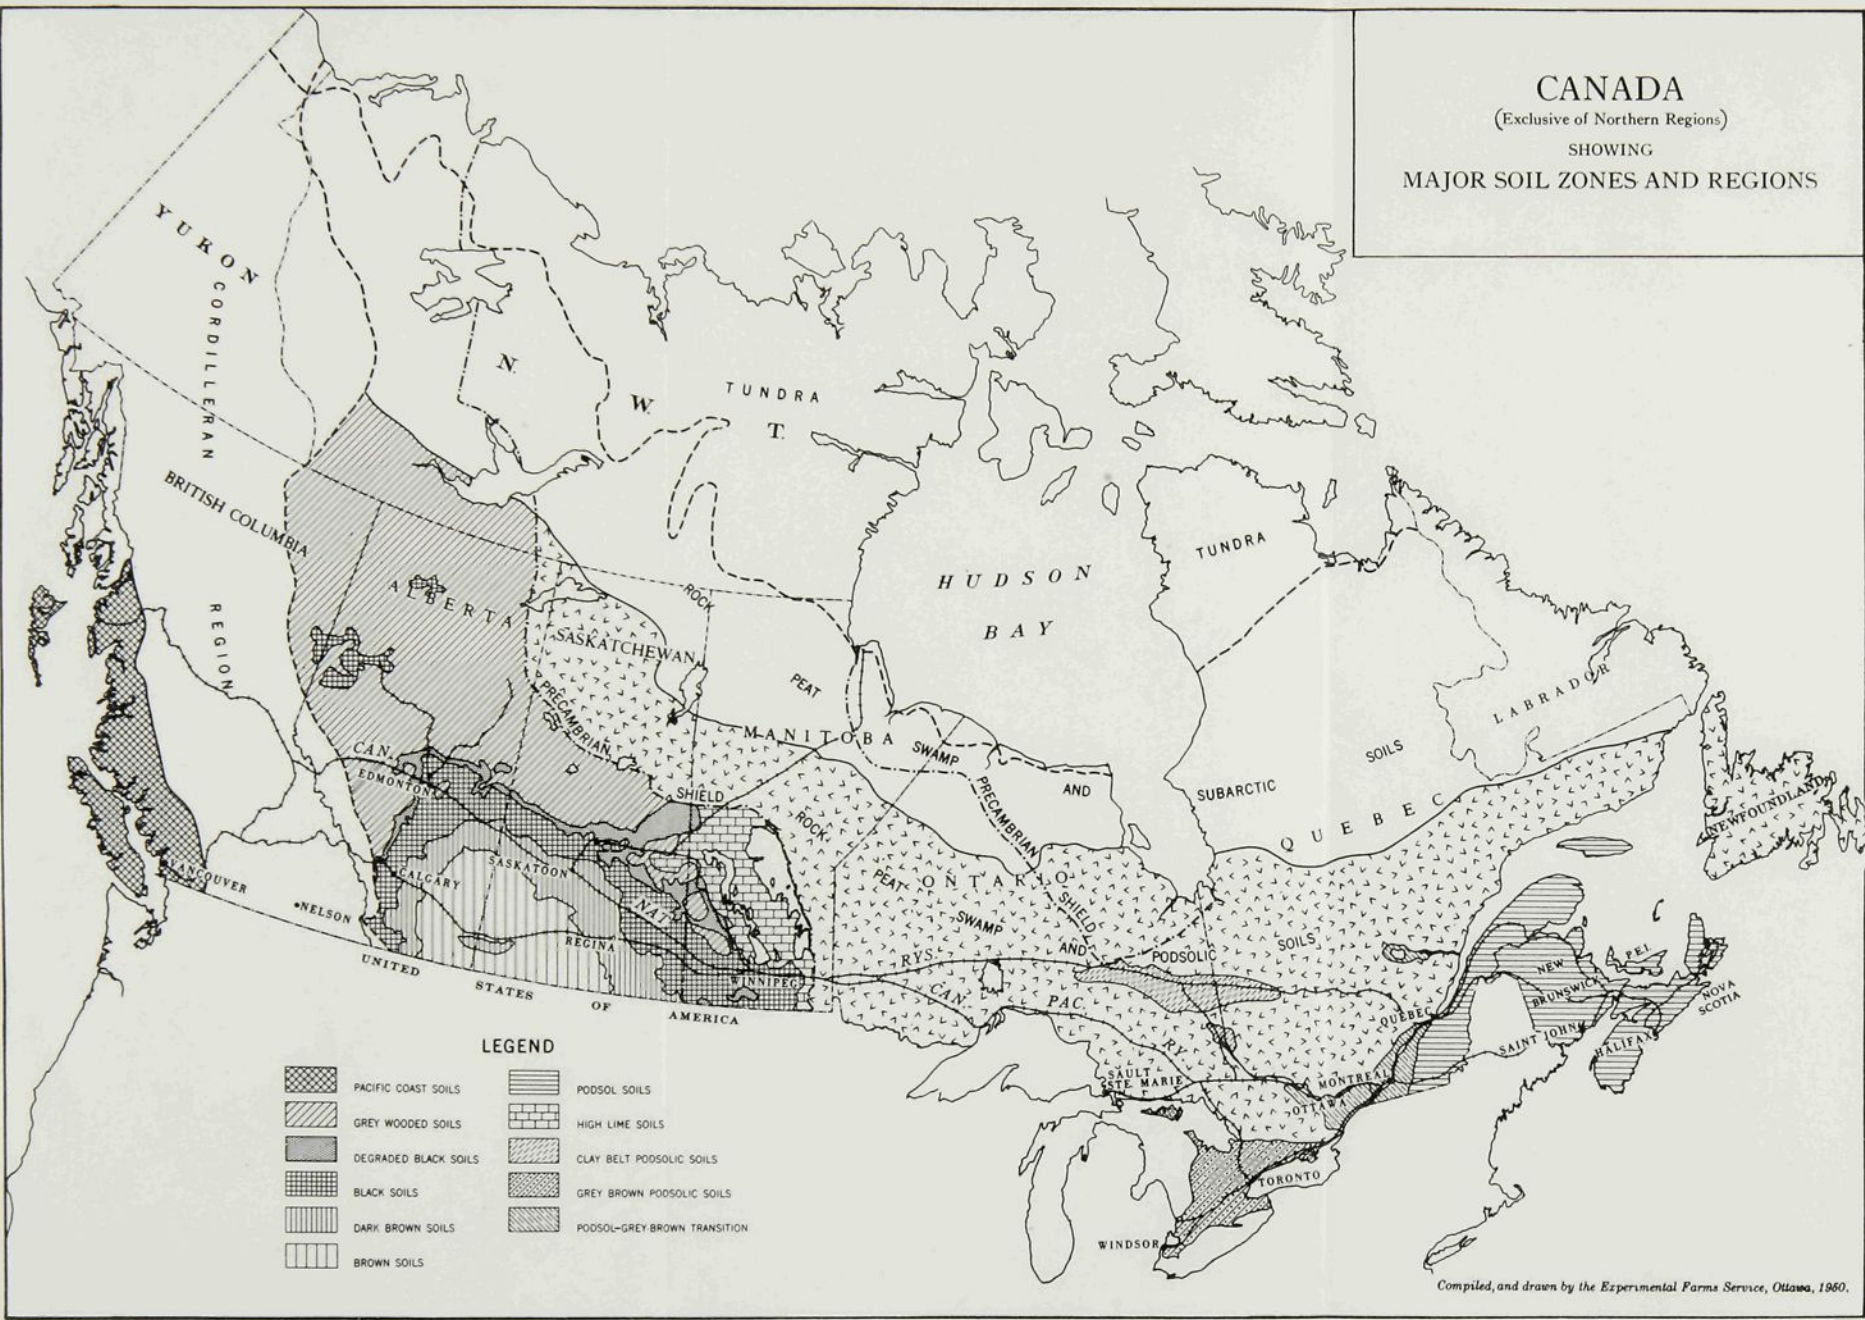 CANADA
(Exclusive of Northern Regions)
SHOWING
MAJOR SOIL ZONES AND REGIONS
YUKON
CORDILLERAN
REGION
N.
W.
T.
TUNDRA
TUNDRA
BRITISH COLUMBIA
ALBERTA
SASKATCHEWAN
MANITOBA
HUDSON
BAY
ROCK
PEAT
SWAMP
AND
PRECAMBRIAN
SHIELD
PRECAMBRIAN
SHIELD
ROCK
PEAT
SWAMP
AND
PODSOLIC
SOILS
SUBARCTIC
SOILS
LABRADOR
QUEBEC
ONTARIO
NEWFOUNDLAND
CAN.
NAT.
RYS.
CAN.
PAC.
RY.
EDMONTON
SASKATOON
CALGARY
REGINA
WINNIPEG
VANCOUVER
NELSON
UNITED
STATES
OF
AMERICA
SAULT
STE MARIE
OTTAWA
MONTREAL
QUEBEC
TORONTO
WINDSOR
NEW
BRUNSWICK
SAINT JOHN
P.E.I.
NOVA
SCOTIA
HALIFAX
LEGEND
PACIFIC COAST SOILS
GREY WOODED SOILS
DEGRADED BLACK SOILS
BLACK SOILS
DARK BROWN SOILS
BROWN SOILS
PODSOL SOILS
HIGH LIME SOILS
CLAY BELT PODSOLIC SOILS
GREY BROWN PODSOLIC SOILS
PODSOL-GREY-BROWN TRANSITION
Compiled, and drawn by the Experimental Farms Service, Ottawa, 1950.